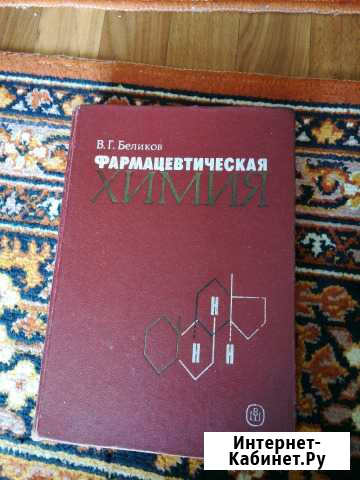 В. Г. Беликов
ФАРМАЦЕВТИЧЕСКАЯ
ХИМИЯ
H
H H
Интернет-
Кабинет.Ру